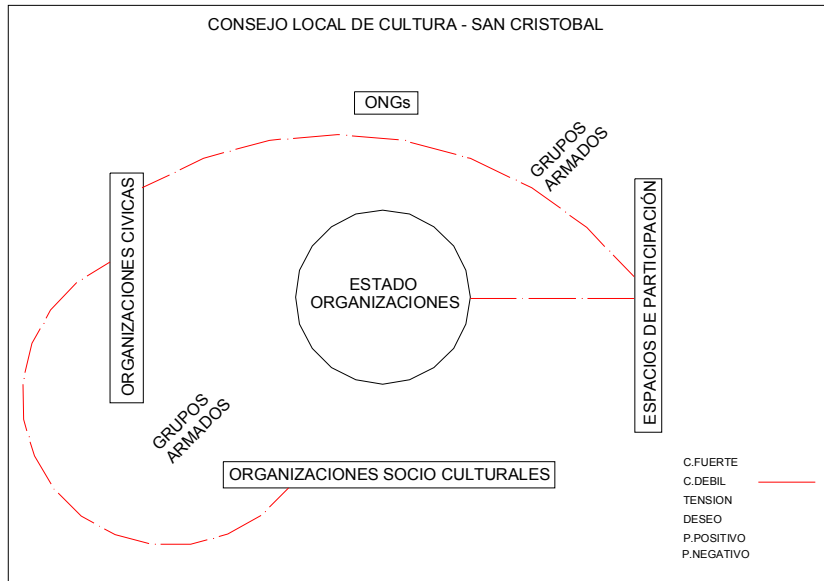 CONSEJO LOCAL DE CULTURA - SAN CRISTOBAL
ONGs
GRUPOS
ARMADOS
ORGANIZACIONES CIVICAS
ESPACIOS DE PARTICIPACIÓN
ESTADO
ORGANIZACIONES
GRUPOS
ARMADOS
ORGANIZACIONES SOCIO CULTURALES
C.FUERTE
C.DEBIL
TENSION
DESEO
P.POSITIVO
P.NEGATIVO